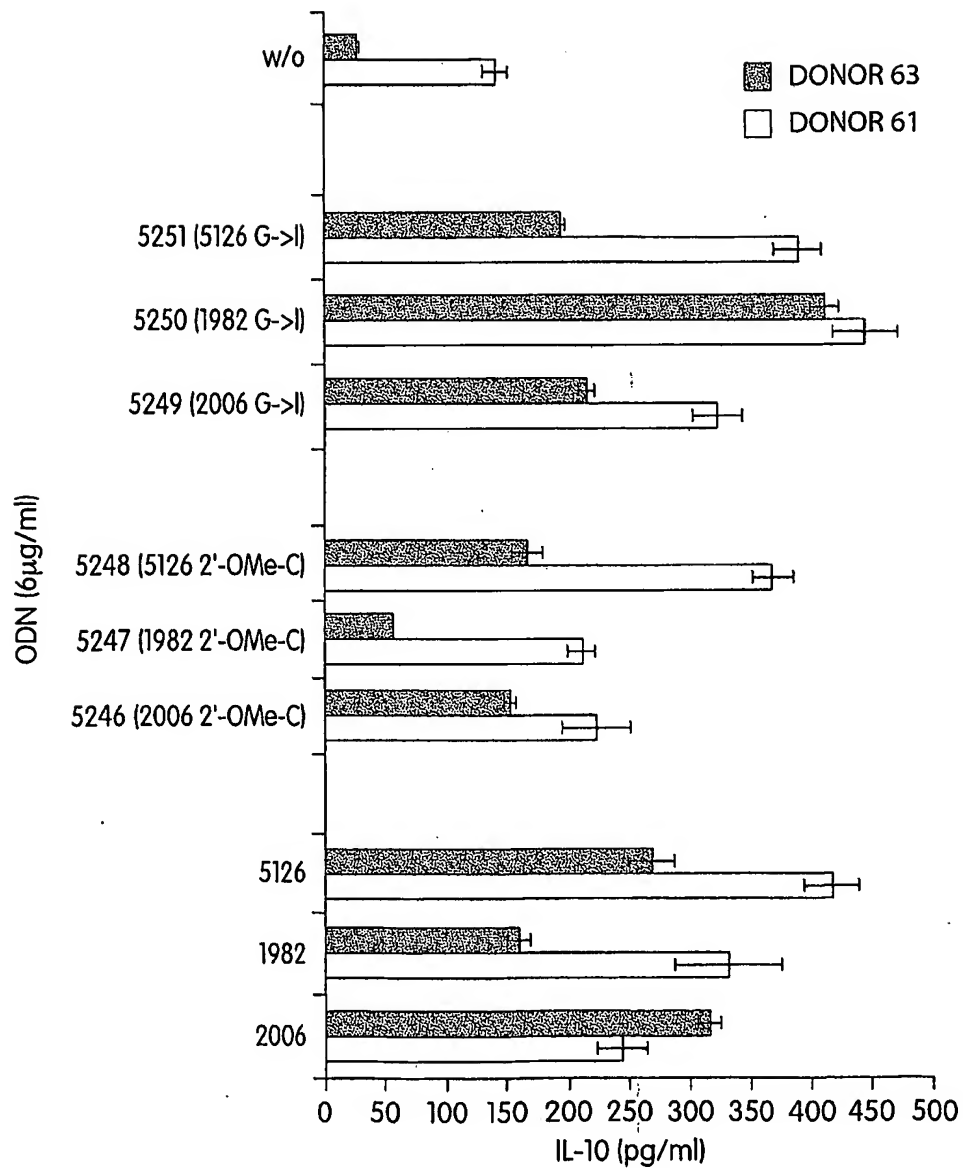 w/o
DONOR 63
DONOR 61
5251 (5126 G->I)
5250 (1982 G->I)
5249 (2006 G->I)
5248 (5126 2'-OMe-C)
5247 (1982 2'-OMe-C)
5246 (2006 2'-OMe-C)
5126
1982
2006
ODN (6µg/ml)
0 50 100 150 200 250 300 350 400 450 500
IL-10 (pg/ml)